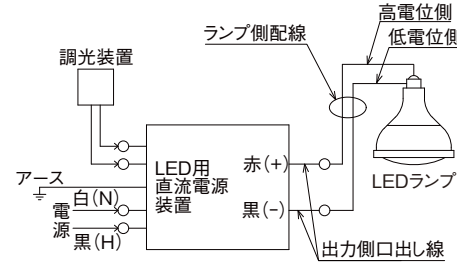 高電位側
ランプ側配線
低電位側
調光装置
LED用
直流電源
装置
赤(+)
黒(-)
LEDランプ
アース
白(N)
電
源
黒(H)
出力側口出し線